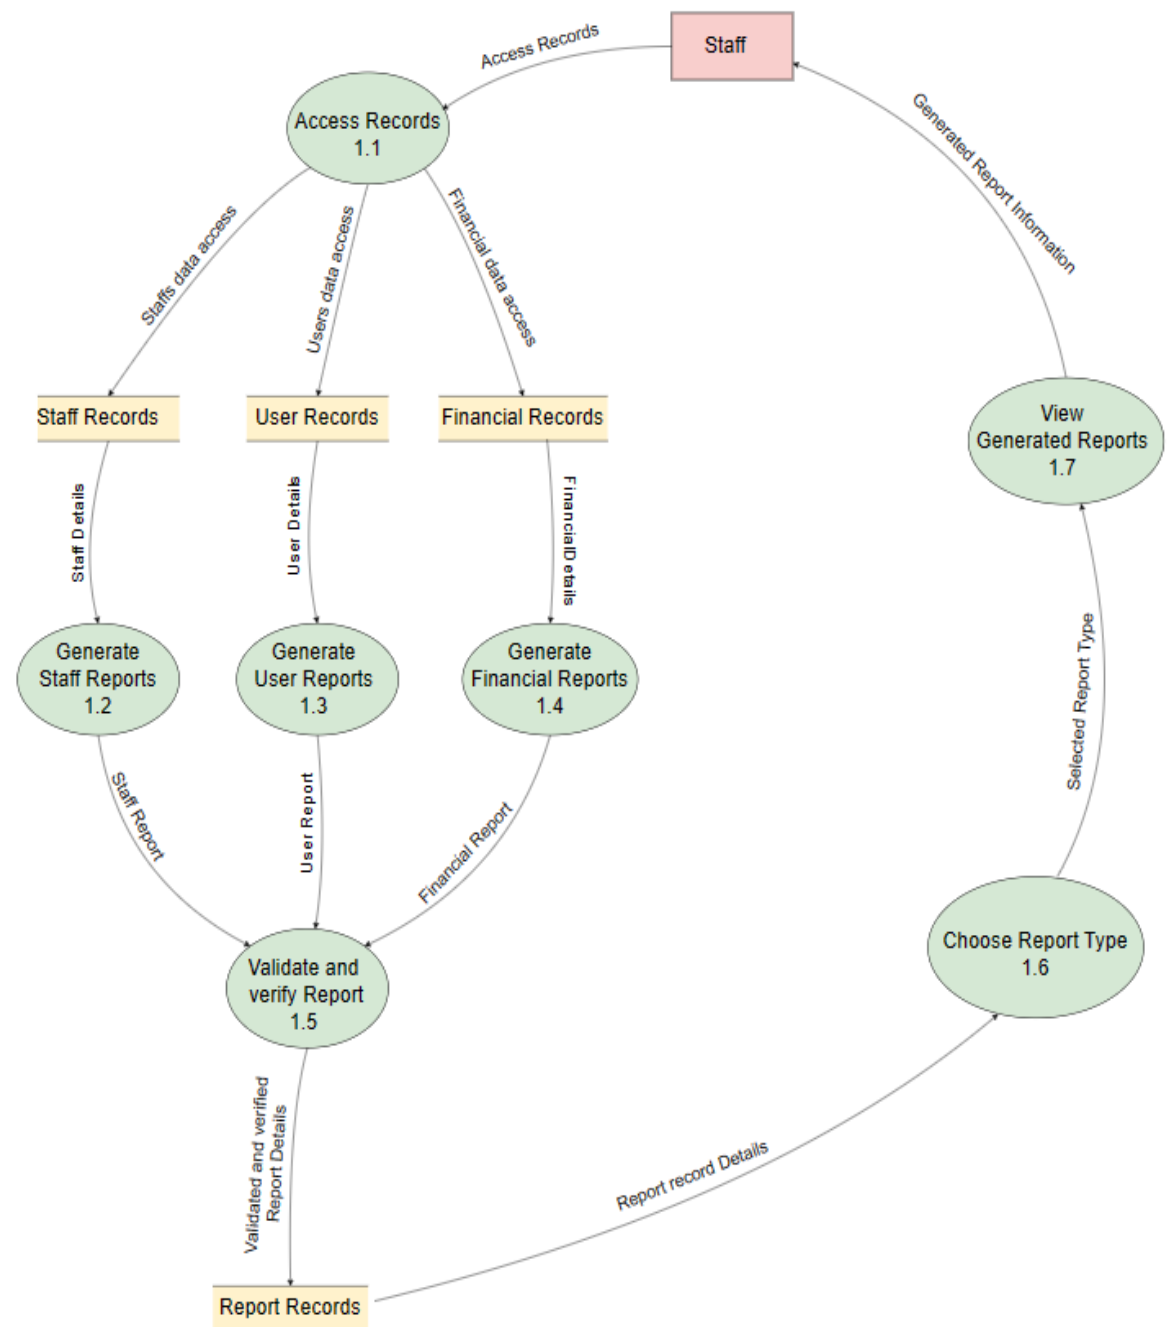 Staff
Access Records
Access Records
1.1
Generated Report Information
Staffs data access
Users data access
Financial data access
Staff Records
User Records
Financial Records
View
Generated Reports
1.7
Staff Details
User Details
FinancialDetails
Generate
Staff Reports
1.2
Generate
User Reports
1.3
Generate
Financial Reports
1.4
Selected Report Type
Staff Report
User Report
Financial Report
Choose Report Type
1.6
Validate and
verify Report
1.5
Validated and verified
Report Details
Report record Details
Report Records